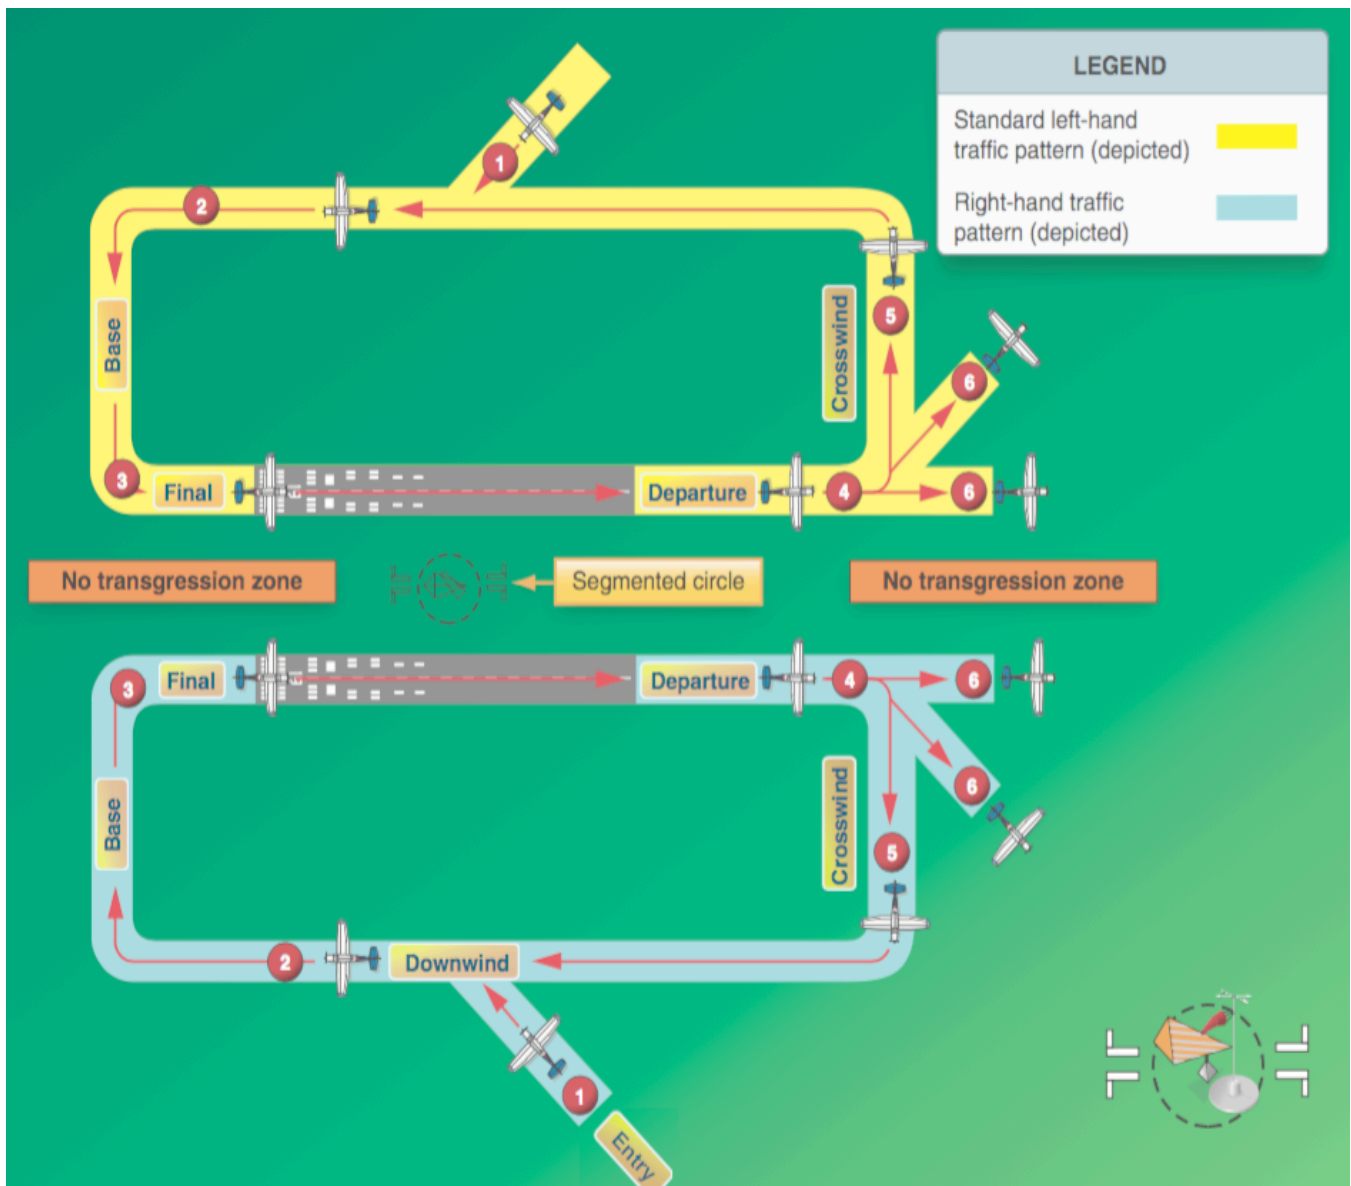 LEGEND
Standard left-hand
traffic pattern (depicted)
Right-hand traffic
pattern (depicted)
1
2
Base
Crosswind
5
6
3
Final
Departure
4
6
No transgression zone
Segmented circle
No transgression zone
3
Final
Departure
4
6
Base
Crosswind
6
5
2
Downwind
1
Entry